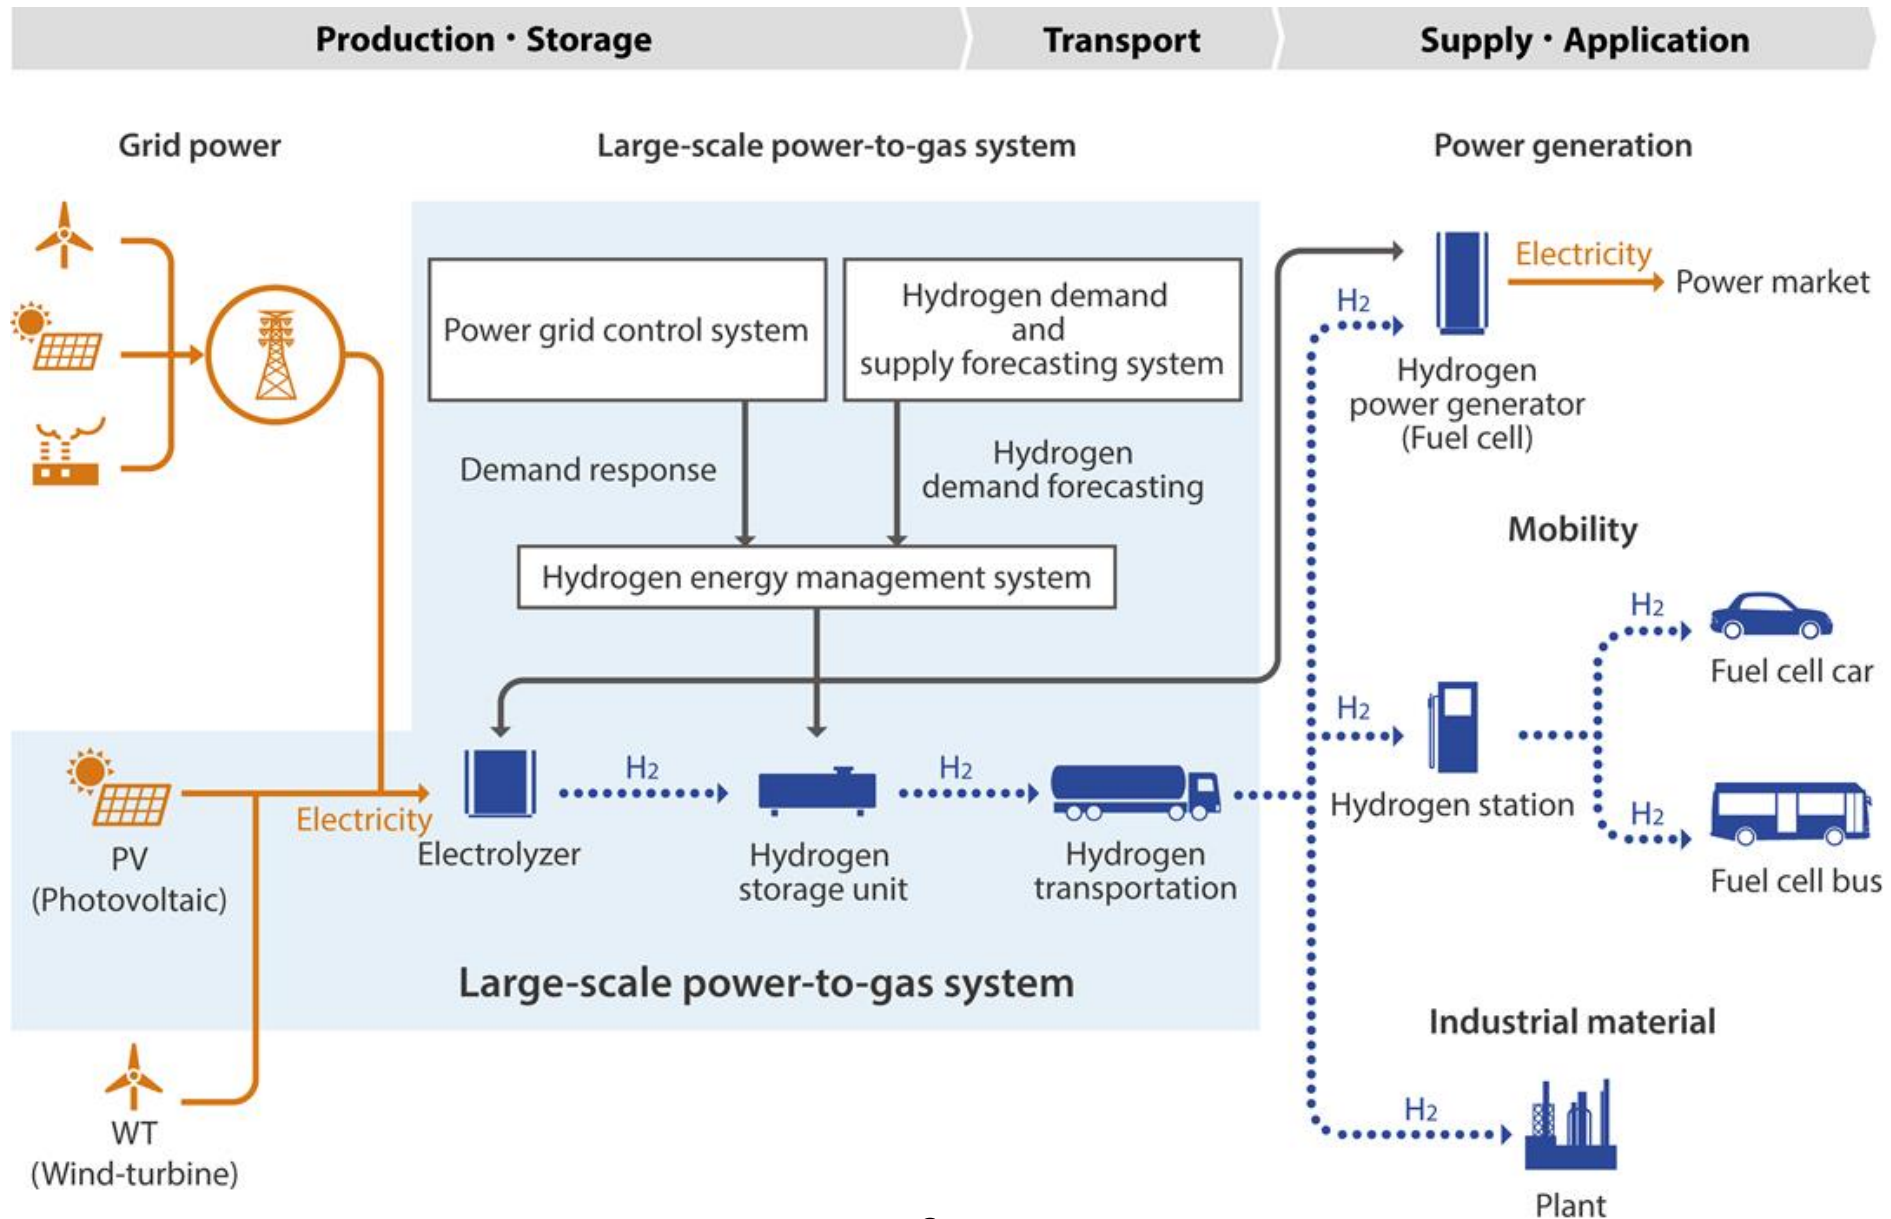 Production・Storage
Transport
Supply・Application
Grid power
Large-scale power-to-gas system
Power generation
Power grid control system
Hydrogen demand
and
supply forecasting system
Demand response
Hydrogen
demand forecasting
Hydrogen energy management system
H2
Electricity
Power market
Hydrogen
power generator
(Fuel cell)
Mobility
H2
Fuel cell car
H2
Hydrogen station
H2
Fuel cell bus
PV
(Photovoltaic)
Electricity
Electrolyzer
H2
Hydrogen
storage unit
H2
Hydrogen
transportation
Large-scale power-to-gas system
WT
(Wind-turbine)
Industrial material
H2
Plant